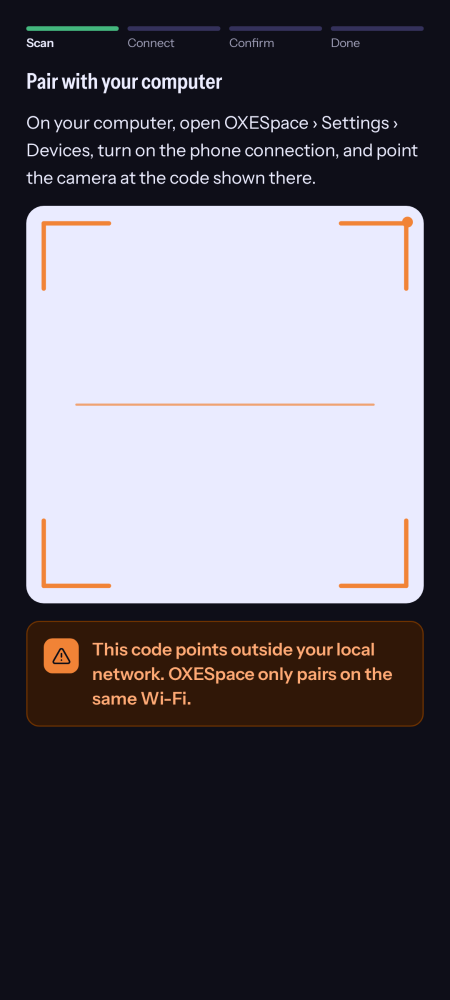 Scan
Connect
Confirm
Done
Pair with your computer
On your computer, open OXESpace › Settings ›
Devices, turn on the phone connection, and point
the camera at the code shown there.
This code points outside your local
network. OXESpace only pairs on the
same Wi-Fi.